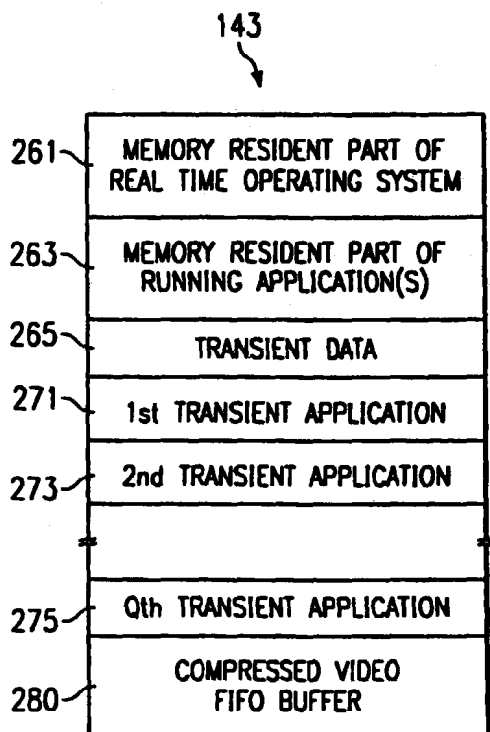 143
261
MEMORY RESIDENT PART OF
REAL TIME OPERATING SYSTEM
263
MEMORY RESIDENT PART OF
RUNNING APPLICATION(S)
265
TRANSIENT DATA
271
1st TRANSIENT APPLICATION
273
2nd TRANSIENT APPLICATION
275
Qth TRANSIENT APPLICATION
280
COMPRESSED VIDEO
FIFO BUFFER